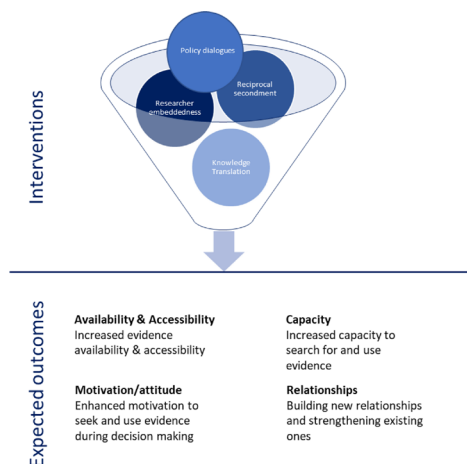 Interventions
Policy dialogues
Reciprocal
secondment
Researcher
embeddedness
Knowledge
Translation
Expected outcomes
Availability & Accessibility
Increased evidence
availability & accessibility
Capacity
Increased capacity to
search for and use
evidence
Motivation/attitude
Enhanced motivation to
seek and use evidence
during decision making
Relationships
Building new relationships
and strengthening existing
ones